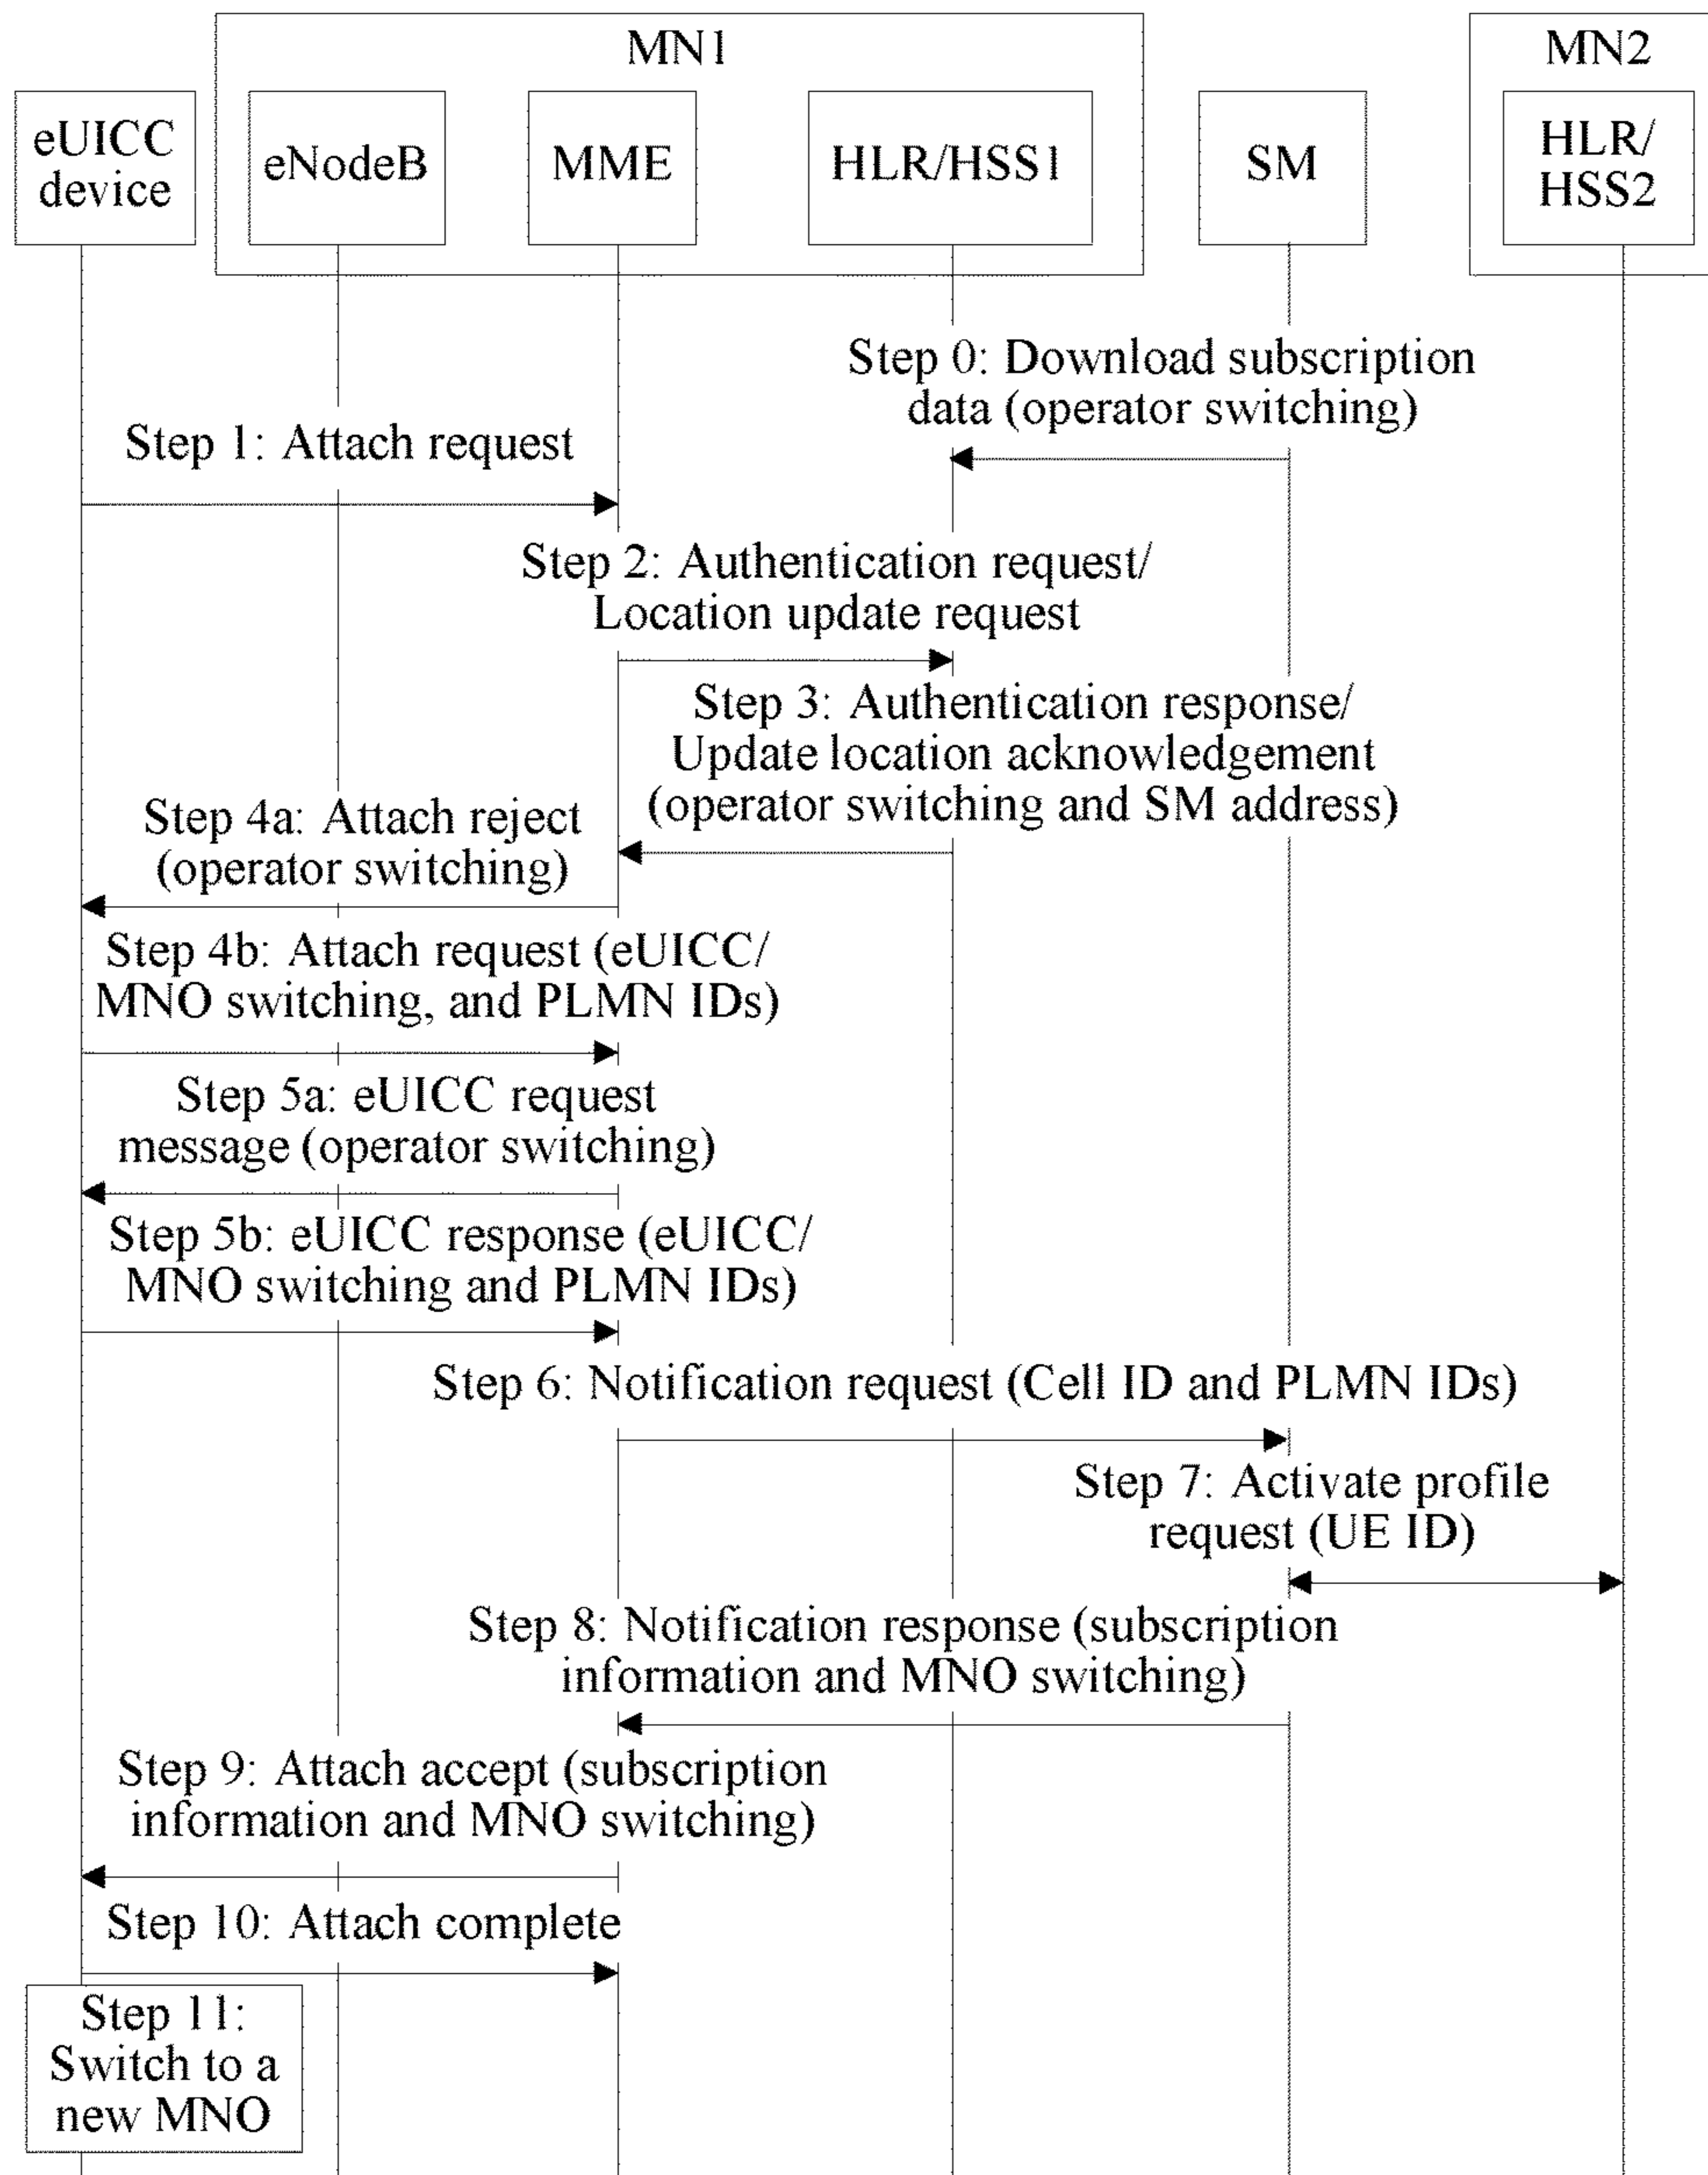 MN1
MN2
eUICC
device
eNodeB
MME
HLR/HSS1
SM
HLR/
HSS2
Step 0: Download subscription
data (operator switching)
Step 1: Attach request
Step 2: Authentication request/
Location update request
Step 3: Authentication response/
Update location acknowledgement
(operator switching and SM address)
Step 4a: Attach reject
(operator switching)
Step 4b: Attach request (eUICC/
MNO switching, and PLMN IDs)
Step 5a: eUICC request
message (operator switching)
Step 5b: eUICC response (eUICC/
MNO switching and PLMN IDs)
Step 6: Notification request (Cell ID and PLMN IDs)
Step 7: Activate profile
request (UE ID)
Step 8: Notification response (subscription
information and MNO switching)
Step 9: Attach accept (subscription
information and MNO switching)
Step 10: Attach complete
Step 11:
Switch to a
new MNO